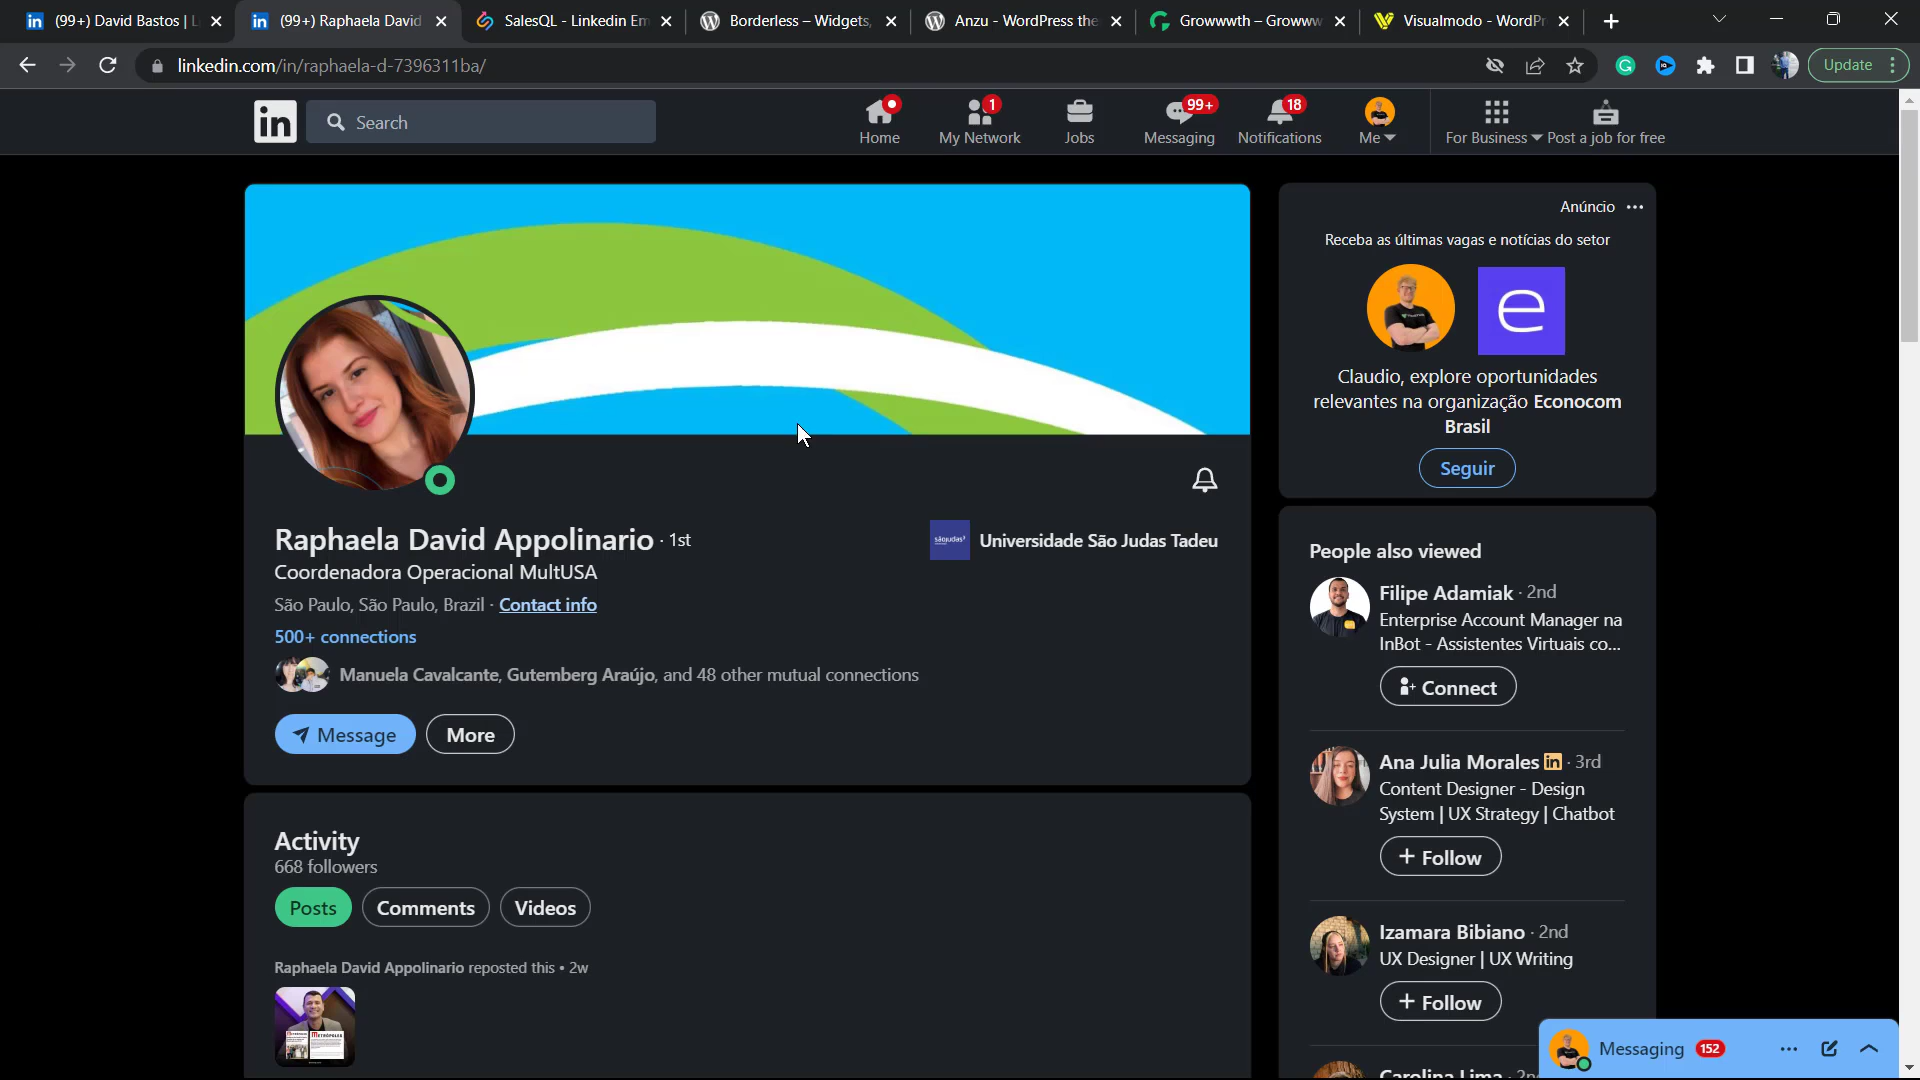 (99+) David Bastos | L
(99+) Raphaela David
SalesQL - Linkedin Em
Borderless – Widgets,
Anzu - WordPress the
Growwwth – Growww
Visualmodo - WordPr
linkedin.com/in/raphaela-d-7396311ba/
Update
in
Search
Home
1
My Network
Jobs
99+
Messaging
18
Notifications
Me
For Business
Post a job for free
Raphaela David Appolinario · 1st
Coordenadora Operacional MultUSA
São Paulo, São Paulo, Brazil · Contact info
500+ connections
Manuela Cavalcante, Gutemberg Araújo, and 48 other mutual connections
Message
More
sãojudas
Universidade São Judas Tadeu
Activity
668 followers
Posts
Comments
Videos
Raphaela David Appolinario reposted this • 2w
METRÓPOLES
Anúncio
Receba as últimas vagas e notícias do setor
e
Claudio, explore oportunidades
relevantes na organização Econocom
Brasil
Seguir
People also viewed
Filipe Adamiak · 2nd
Enterprise Account Manager na
InBot - Assistentes Virtuais co...
Connect
Ana Julia Morales in · 3rd
Content Designer - Design
System | UX Strategy | Chatbot
+ Follow
Izamara Bibiano · 2nd
UX Designer | UX Writing
+ Follow
Carolina Lima · 2nd
Messaging 152